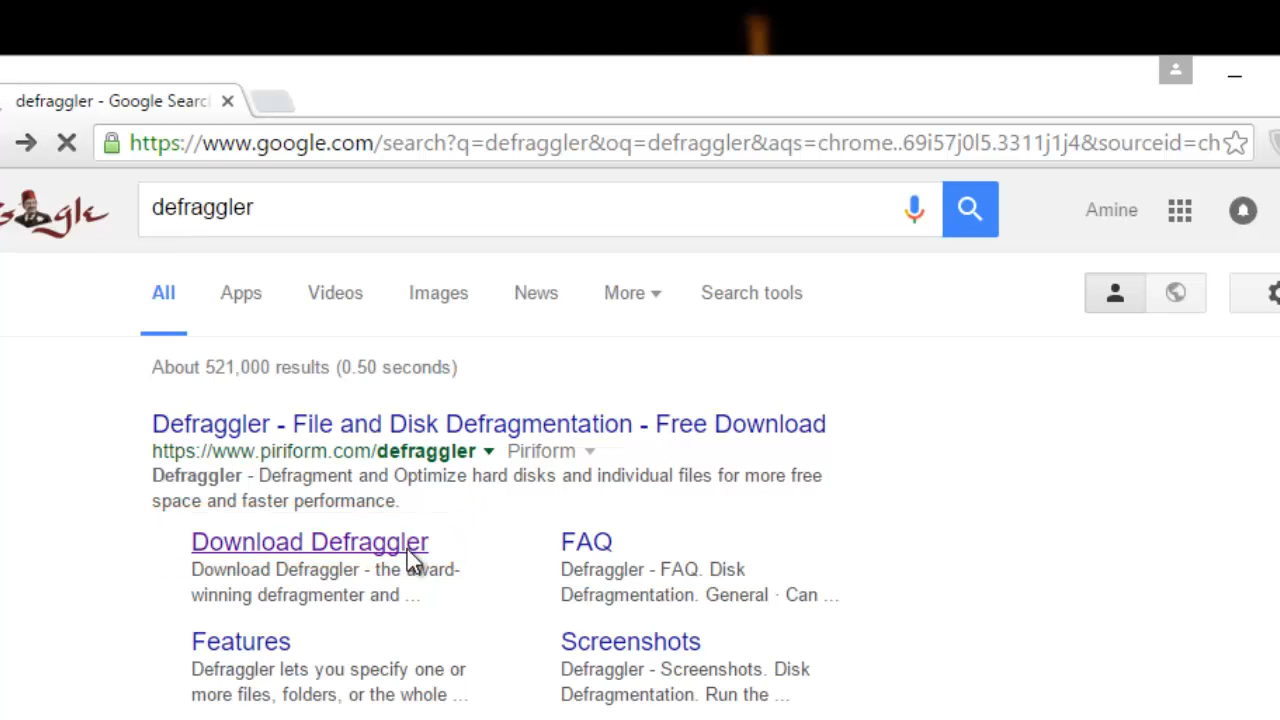 defraggler - Google Searc
https://www.google.com/search?q=defraggler&oq=defraggler&aqs=chrome..69i57j0l5.3311j1j4&sourceid=ch
defraggler
Amine
All Apps Videos Images News More Search tools
About 521,000 results (0.50 seconds)
Defraggler - File and Disk Defragmentation - Free Download
https://www.piriform.com/defraggler Piriform
Defraggler - Defragment and Optimize hard disks and individual files for more free
space and faster performance.
Download Defraggler
Download Defraggler - the award-
winning defragmenter and ...
FAQ
Defraggler - FAQ. Disk
Defragmentation. General · Can ...
Features
Defraggler lets you specify one or
more files, folders, or the whole ...
Screenshots
Defraggler - Screenshots. Disk
Defragmentation. Run the ...